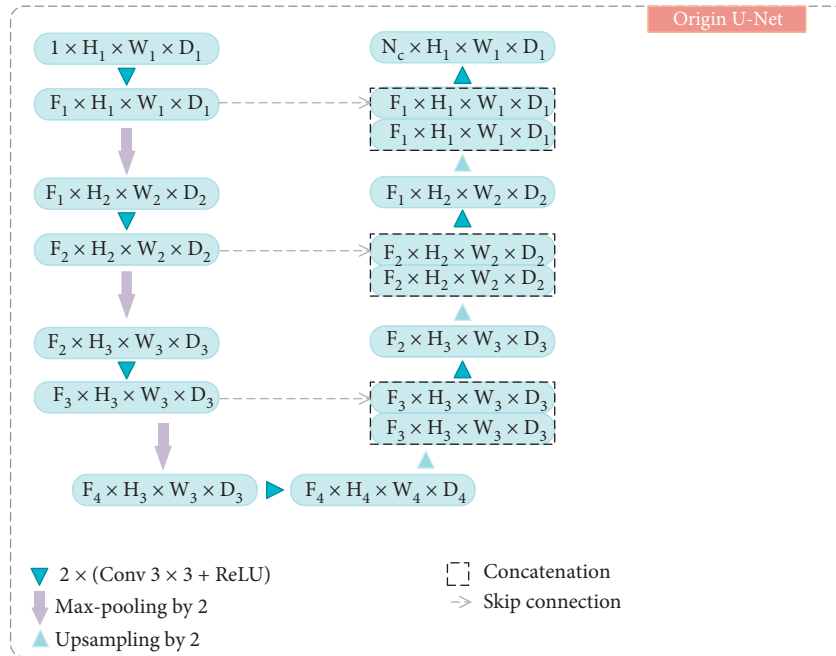 Origin U-Net
1 × H₁ × W₁ × D₁
F₁ × H₁ × W₁ × D₁
F₁ × H₂ × W₂ × D₂
F₂ × H₂ × W₂ × D₂
F₂ × H₃ × W₃ × D₃
F₃ × H₃ × W₃ × D₃
F₄ × H₃ × W₃ × D₃
F₄ × H₄ × W₄ × D₄
N_c × H₁ × W₁ × D₁
F₁ × H₁ × W₁ × D₁
F₁ × H₁ × W₁ × D₁
F₁ × H₂ × W₂ × D₂
F₂ × H₂ × W₂ × D₂
F₂ × H₂ × W₂ × D₂
F₂ × H₃ × W₃ × D₃
F₃ × H₃ × W₃ × D₃
F₃ × H₃ × W₃ × D₃
2 × (Conv 3 × 3 + ReLU)
Max-pooling by 2
Upsampling by 2
Concatenation
Skip connection